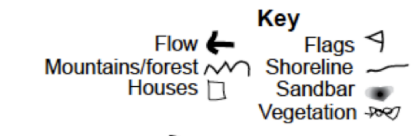 Key
Flow Flags
Mountains/forest Shoreline
Houses Sandbar
Vegetation